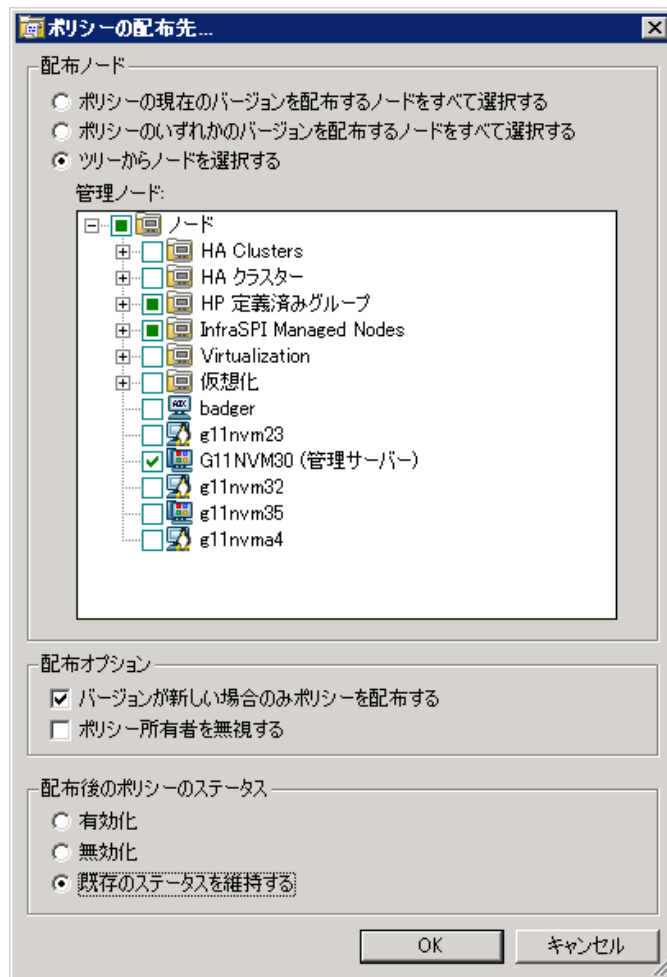 ポリシーの配布先...
配布ノード
ポリシーの現在のバージョンを配布するノードをすべて選択する
ポリシーのいずれかのバージョンを配布するノードをすべて選択する
ツリーからノードを選択する
管理ノード:
ノード
HA Clusters
HA クラスター
HP 定義済みグループ
InfraSPI Managed Nodes
Virtualization
仮想化
AIX badger
g11nvm23
G11NVM30 (管理サーバー)
g11nvm32
g11nvm35
g11nvma4
配布オプション
バージョンが新しい場合のみポリシーを配布する
ポリシー所有者を無視する
配布後のポリシーのステータス
有効化
無効化
既存のステータスを維持する
OK キャンセル